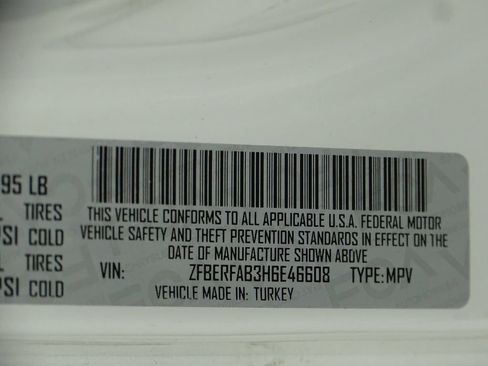 95 LB
TIRES
PSI COLD
TIRES
PSI COLD
THIS VEHICLE CONFORMS TO ALL APPLICABLE U.S.A. FEDERAL MOTOR
VEHICLE SAFETY AND THEFT PREVENTION STANDARDS IN EFFECT ON THE
DATE OF MANUFACTURE SHOWN ABOVE
VIN: ZFBERFAB3H6E46608 TYPE: MPV
VEHICLE MADE IN: TURKEY